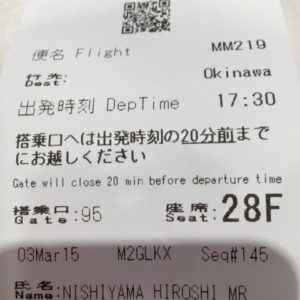 便名 Flight MM219
行先 Dest Okinawa
出発時刻 DepTime 17:30
搭乗口へは出発時刻の20分前まで
にお越しください
Gate will close 20 min before departure time
搭乗口 Gate:95 座席 Seat:28F
03Mar15 M2GLKX Seq#145
氏名 Name:NISHIYAMA HIROSHI MR